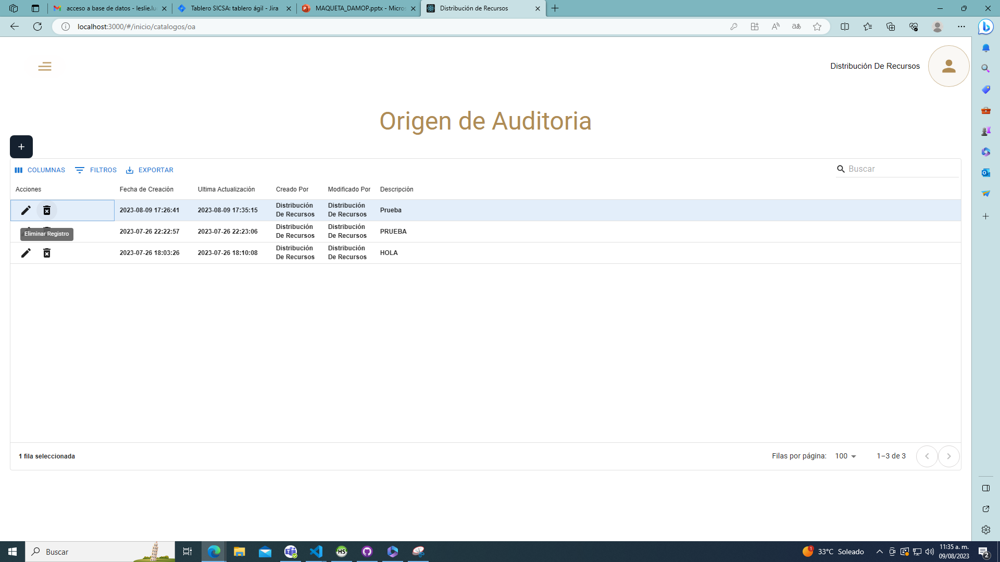 acceso a base de datos - leslie.lu
Tablero SICSA: tablero ágil - Jira
MAQUETA_DAMOP.pptx - Micros
Distribución de Recursos
localhost:3000/#/inicio/catalogos/oa
Distribución De Recursos
Origen de Auditoria
COLUMNAS FILTROS EXPORTAR Buscar
Acciones Fecha de Creación Ultima Actualización Creado Por Modificado Por Descripción
2023-08-09 17:26:41 2023-08-09 17:35:15 Distribución De Recursos Distribución De Recursos Prueba
Eliminar Registro
2023-07-26 22:22:57 2023-07-26 22:23:06 Distribución De Recursos Distribución De Recursos PRUEBA
2023-07-26 18:03:26 2023-07-26 18:10:08 Distribución De Recursos Distribución De Recursos HOLA
1 fila seleccionada Filas por página: 100 1–3 de 3
Buscar
HS
1
33°C Soleado
11:35 a. m.
09/08/2023
2